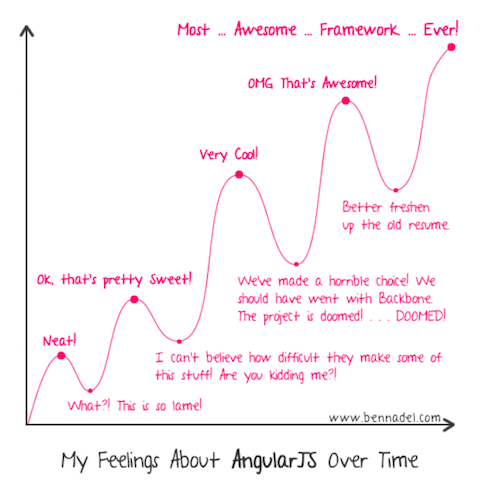 Most ... Awesome ... Framework ... Ever!
OMG That's Awesome!
Very Cool!
Better freshen
up the old resume.
Ok, that's pretty Sweet!
We've made a horrible choice! We
should have went with Backbone.
The project is doomed! . . . DOOMED!
Neat!
I can't believe how difficult they make some of
this stuff! Are you kidding me?!
What?! This is so lame!
www.bennadel.com
My Feelings About AngularJS Over Time